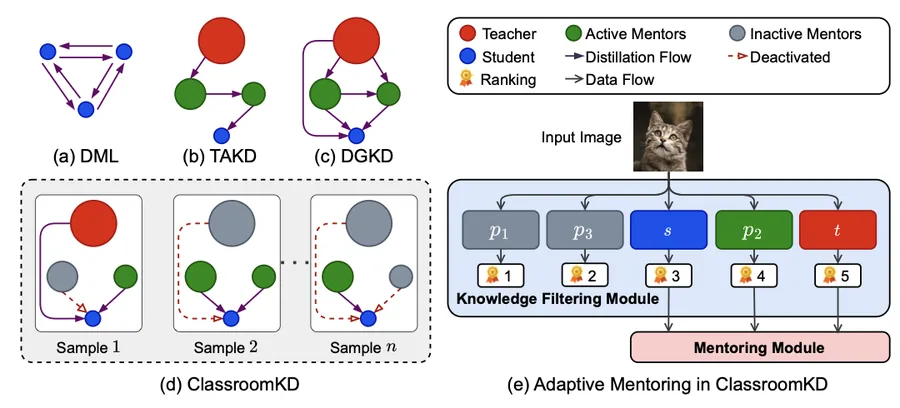 (a) DML
(b) TAKD
(c) DGKD
Teacher
Active Mentors
Inactive Mentors
Student
Distillation Flow
Deactivated
Ranking
Data Flow
Input Image
p1 p3 s p2 t
1 2 3 4 5
Knowledge Filtering Module
Mentoring Module
Sample 1
Sample 2
...
Sample n
(d) ClassroomKD
(e) Adaptive Mentoring in ClassroomKD